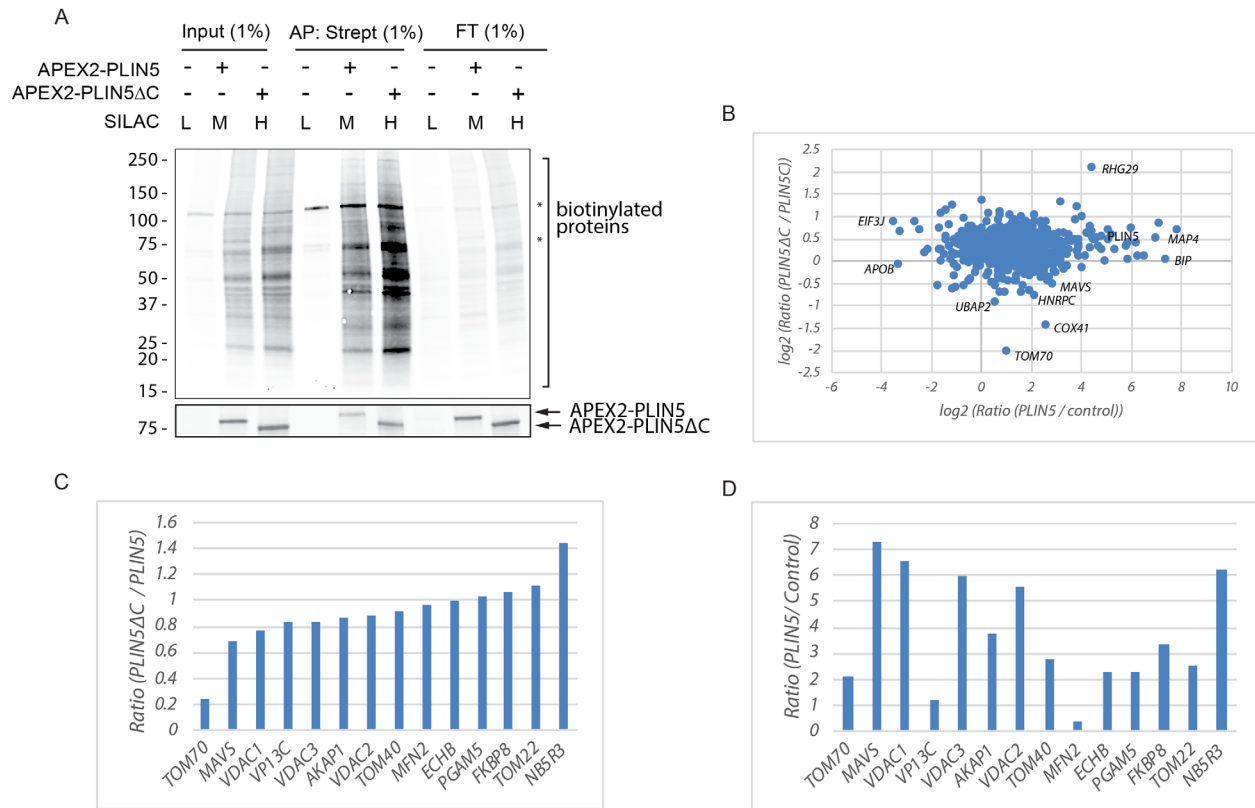 A
Input (1%) AP: Strept (1%) FT (1%)
APEX2-PLIN5 - + - - + - - + -
APEX2-PLIN5ΔC - - + - - + - - +
SILAC L M H L M H L M H
250 -
150 -
100 -
75 -
50 -
37 -
25 -
20 -
15 -
*
*
biotinylated
proteins
75 -
APEX2-PLIN5
APEX2-PLIN5ΔC
B
log2 (Ratio (PLIN5ΔC / PLIN5C))
2.5
2
1.5
1
0.5
0
-0.5
-1
-1.5
-2
-2.5
RHG29
EIF3J
PLIN5
MAP4
APOB
BIP
MAVS
HNRPC
UBAP2
COX41
TOM70
-6 -4 -2 0 2 4 6 8 10
log2 (Ratio (PLIN5 / control))
C
Ratio (PLIN5ΔC / PLIN5)
1.6
1.4
1.2
1
0.8
0.6
0.4
0.2
0
TOM70 MAVS VDAC1 VP13C VDAC3 AKAP1 VDAC2 TOM40 MFN2 ECHB PGAM5 FKBP8 TOM22 NB5R3
D
Ratio (PLIN5/ Control)
8
7
6
5
4
3
2
1
0
TOM70 MAVS VDAC1 VP13C VDAC3 AKAP1 VDAC2 TOM40 MFN2 ECHB PGAM5 FKBP8 TOM22 NB5R3